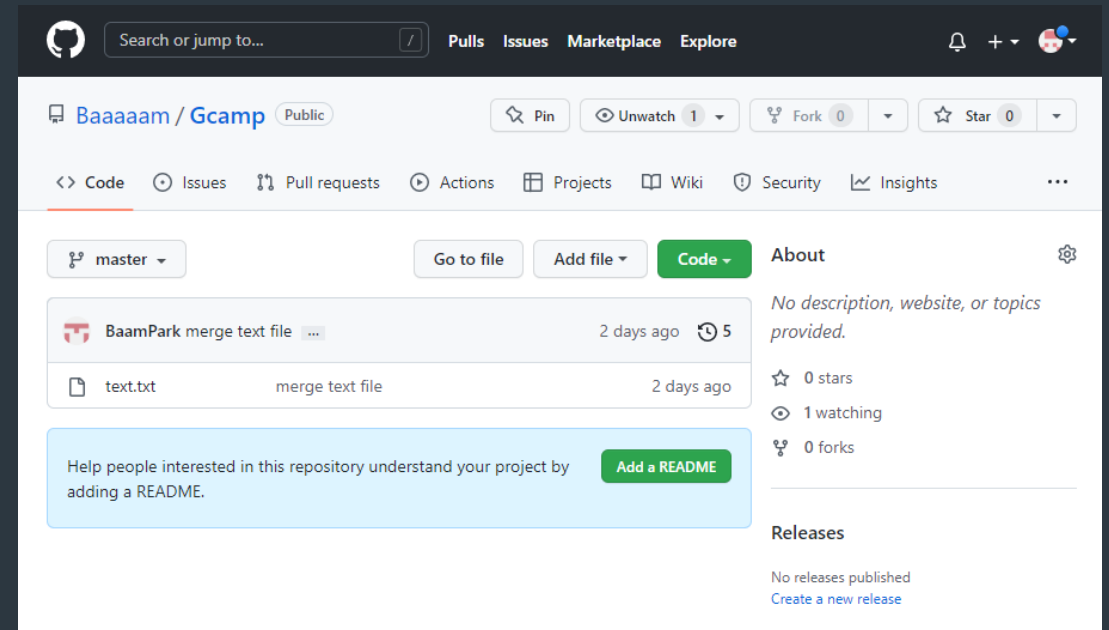 Search or jump to... /
Pulls Issues Marketplace Explore
Baaaaam / Gcamp Public
Pin Unwatch 1 Fork 0 Star 0
Code Issues Pull requests Actions Projects Wiki Security Insights ...
master Go to file Add file Code
BaamPark merge text file ... 2 days ago 5
text.txt merge text file 2 days ago
Help people interested in this repository understand your project by
adding a README.
Add a README
About
No description, website, or topics
provided.
0 stars
1 watching
0 forks
Releases
No releases published
Create a new release